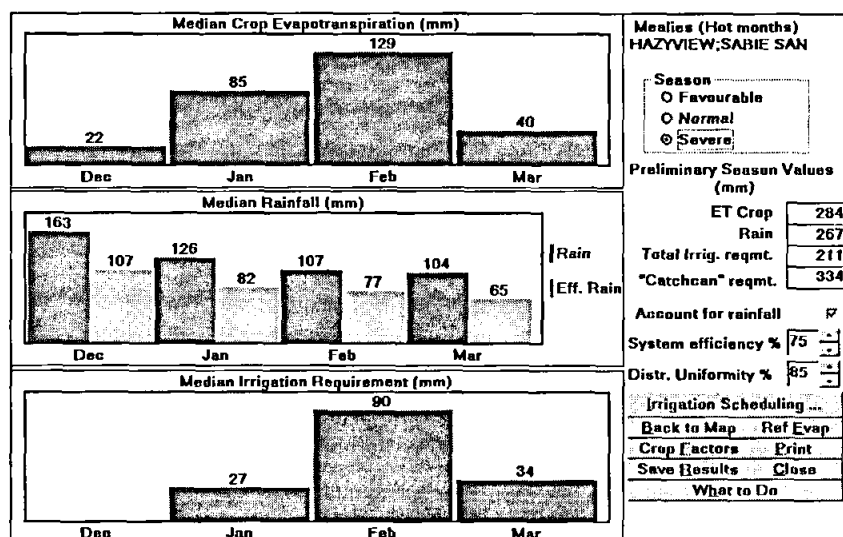 Median Crop Evapotranspiration (mm)
22
85
129
40
Dec Jan Feb Mar
Median Rainfall (mm)
163
107
126
82
107
77
104
65
Rain
Eff. Rain
Dec Jan Feb Mar
Median Irrigation Requirement (mm)
27
90
34
Dec Jan Feb Mar
Mealies (Hot months)
HAZYVIEW;SABIE SAN
Season
Favourable
Normal
Severe
Preliminary Season Values
(mm)
ET Crop 284
Rain 267
Total Irrig. reqmt. 211
"Catchcan" reqmt. 334
Account for rainfall
System efficiency % 75
Distr. Uniformity % 85
Irrigation Scheduling ...
Back to Map Ref Evap
Crop Factors Print
Save Results Close
What to Do